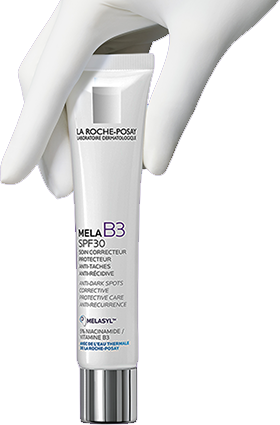 LA ROCHE-POSAY
LABORATOIRE DERMATOLOGIQUE
MELA B3
SPF30
SOIN CORRECTEUR
PROTECTEUR
ANTI-TACHES
ANTI-RÉCIDIVE
ANTI-DARK SPOTS
CORRECTIVE
PROTECTIVE CARE
ANTI-RECURRENCE
MELASYL™
5% NIACINAMIDE /
VITAMINE B3
AVEC DE L'EAU THERMALE
DE LA ROCHE-POSAY